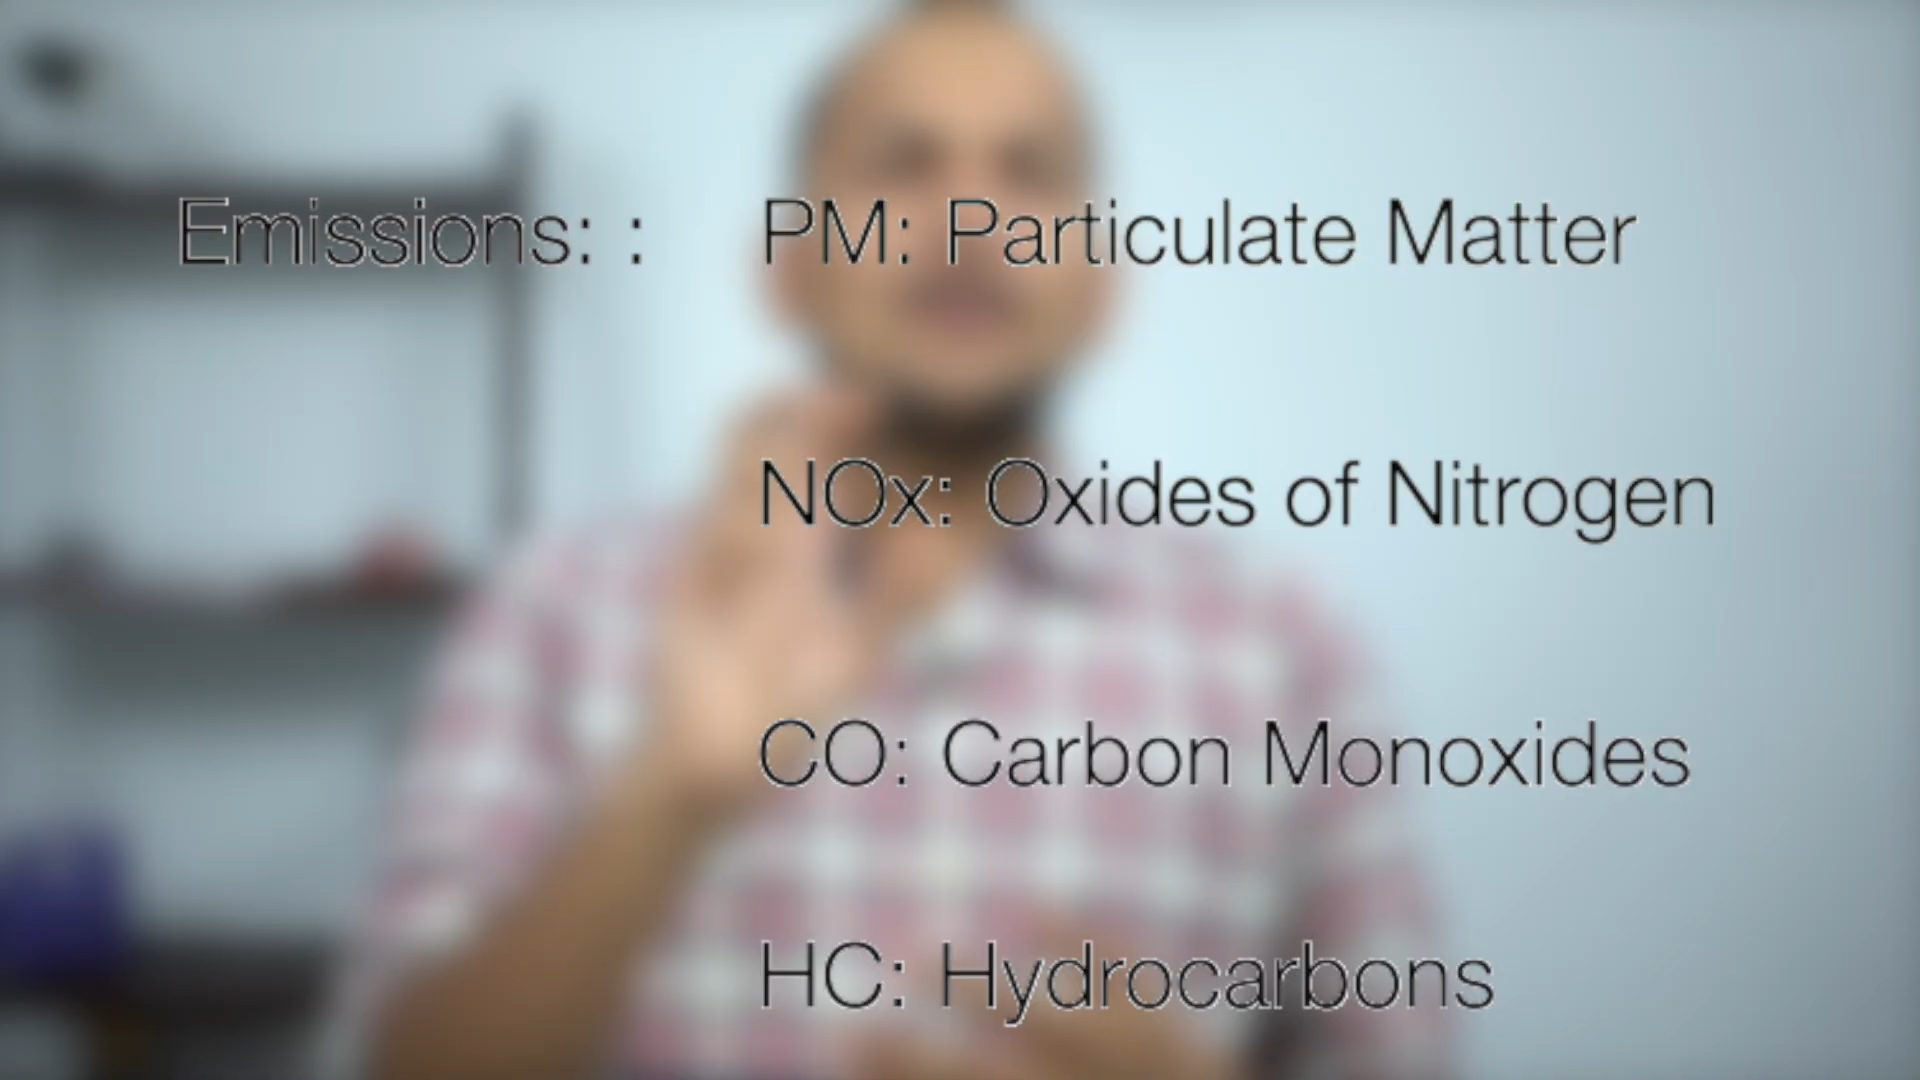 Emissions: : PM: Particulate Matter
NOx: Oxides of Nitrogen
CO: Carbon Monoxides
HC: Hydrocarbons